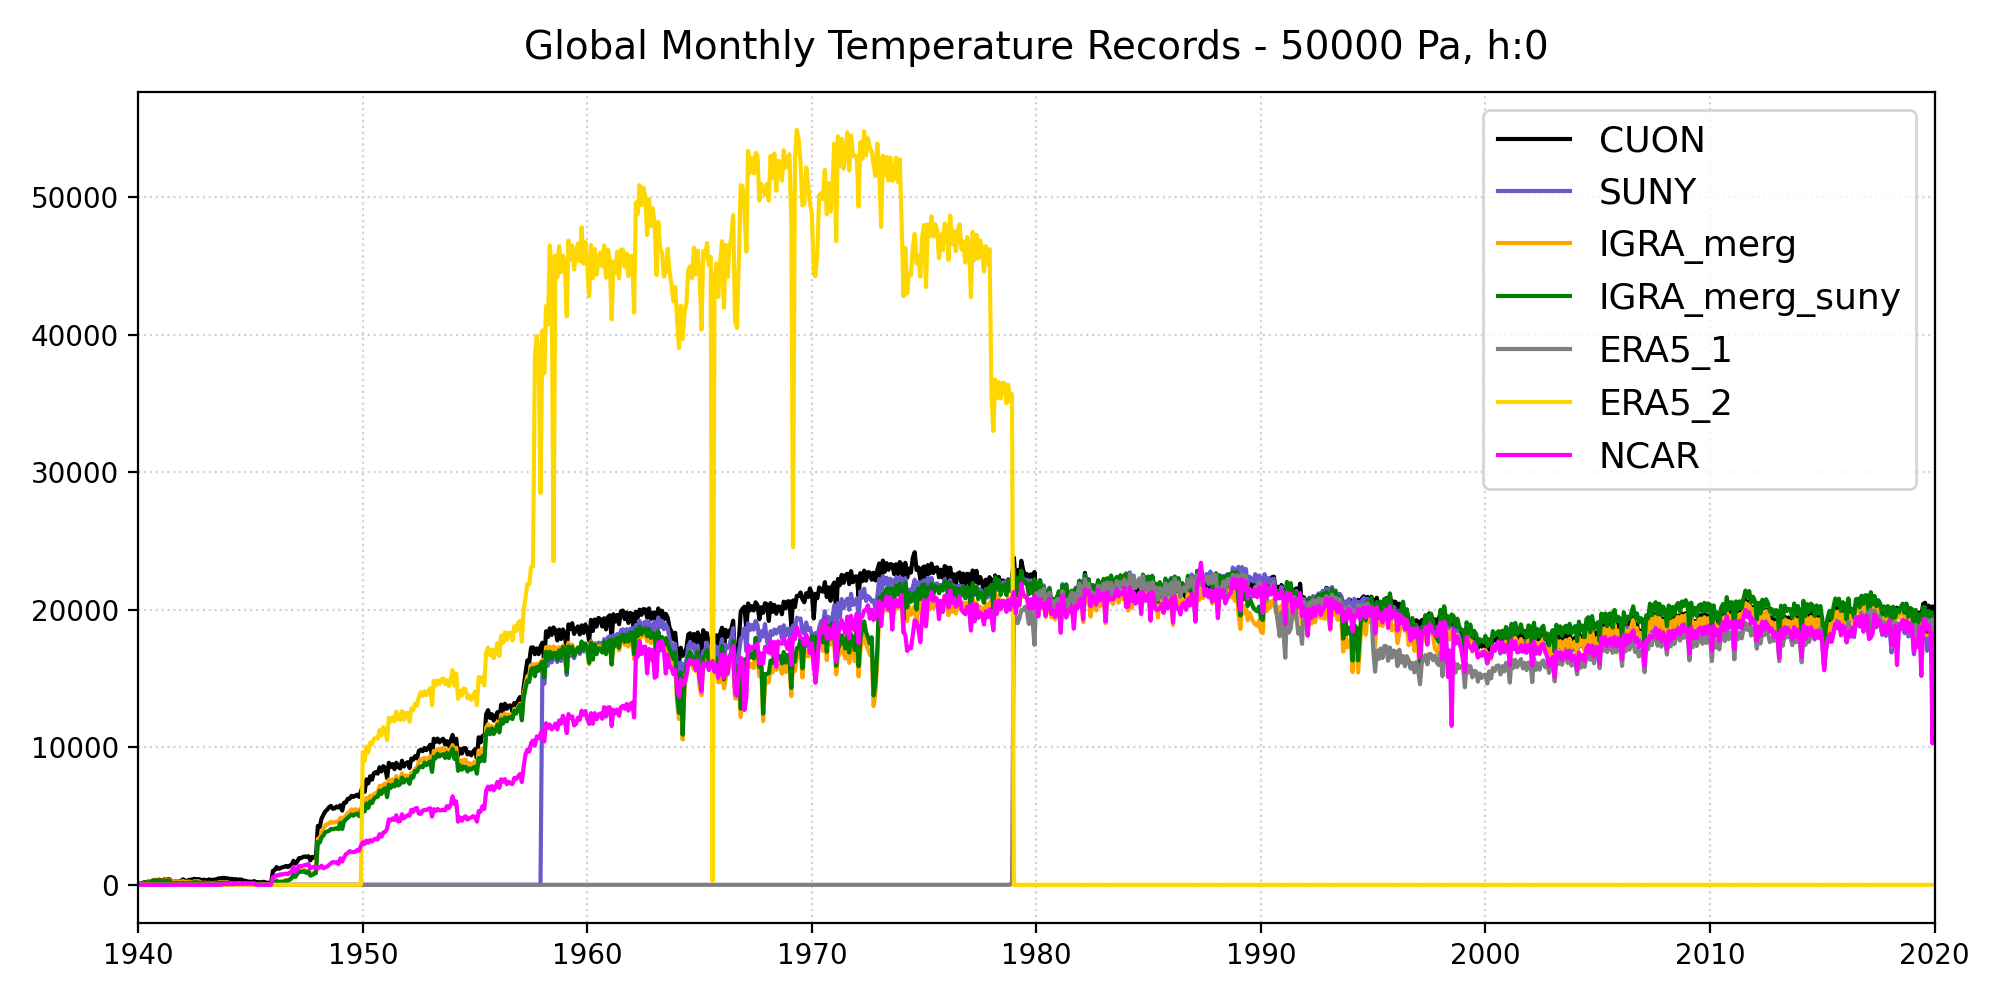 Global Monthly Temperature Records - 50000 Pa, h:0
CUON
SUNY
IGRA_merg
IGRA_merg_suny
ERA5_1
ERA5_2
NCAR
50000
40000
30000
20000
10000
0
1940 1950 1960 1970 1980 1990 2000 2010 2020